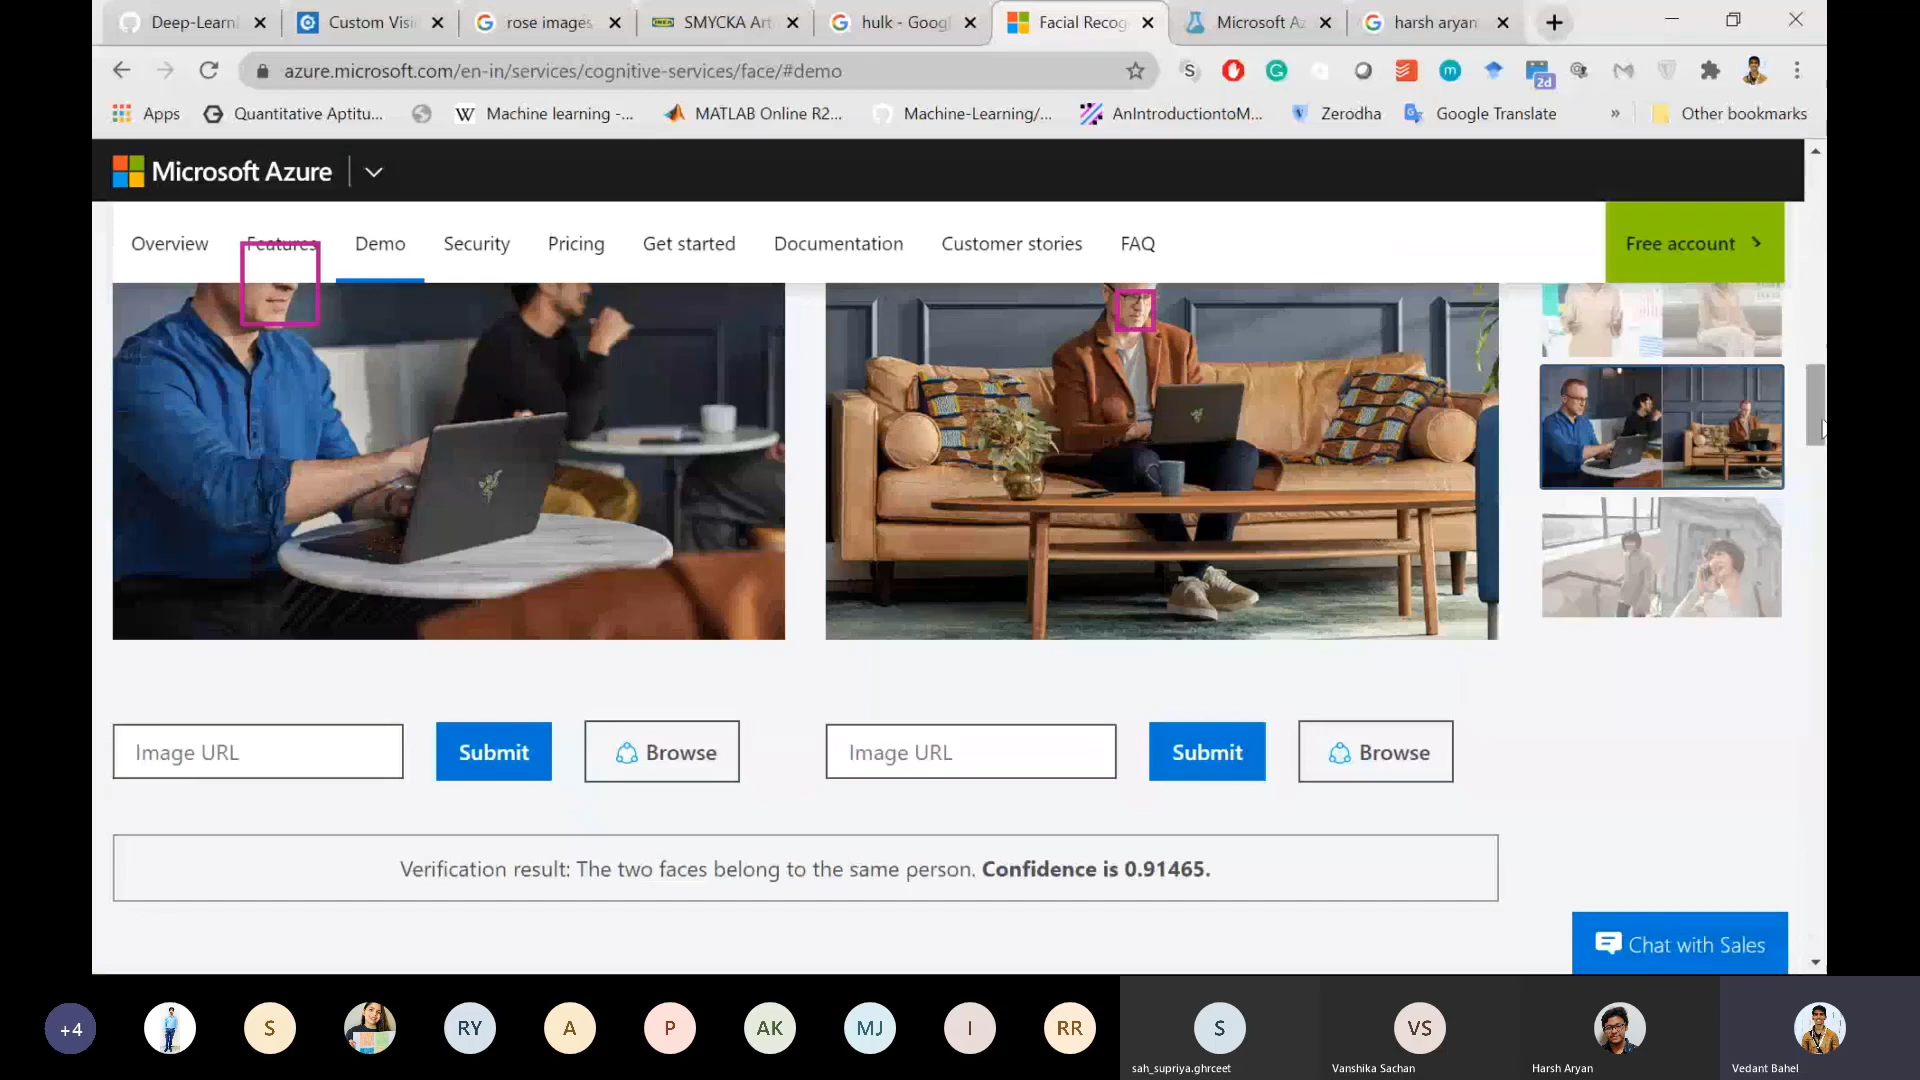 Deep-Learn
Custom Visi
rose images
IKEA
SMYCKA Art
hulk - Goog
Facial Recog
Microsoft Az
harsh aryan
azure.microsoft.com/en-in/services/cognitive-services/face/#demo
2d
Apps
Quantitative Aptitu...
Machine learning -...
MATLAB Online R2...
Machine-Learning/...
AnIntroductiontoM...
Zerodha
Google Translate
»
Other bookmarks
Microsoft Azure
Overview
Features
Demo
Security
Pricing
Get started
Documentation
Customer stories
FAQ
Free account
Image URL
Submit
Browse
Image URL
Submit
Browse
Verification result: The two faces belong to the same person. Confidence is 0.91465.
Chat with Sales
+4
S
RY
A
P
AK
MJ
I
RR
S
VS
sah_supriya.ghrceet
Vanshika Sachan
Harsh Aryan
Vedant Bahel